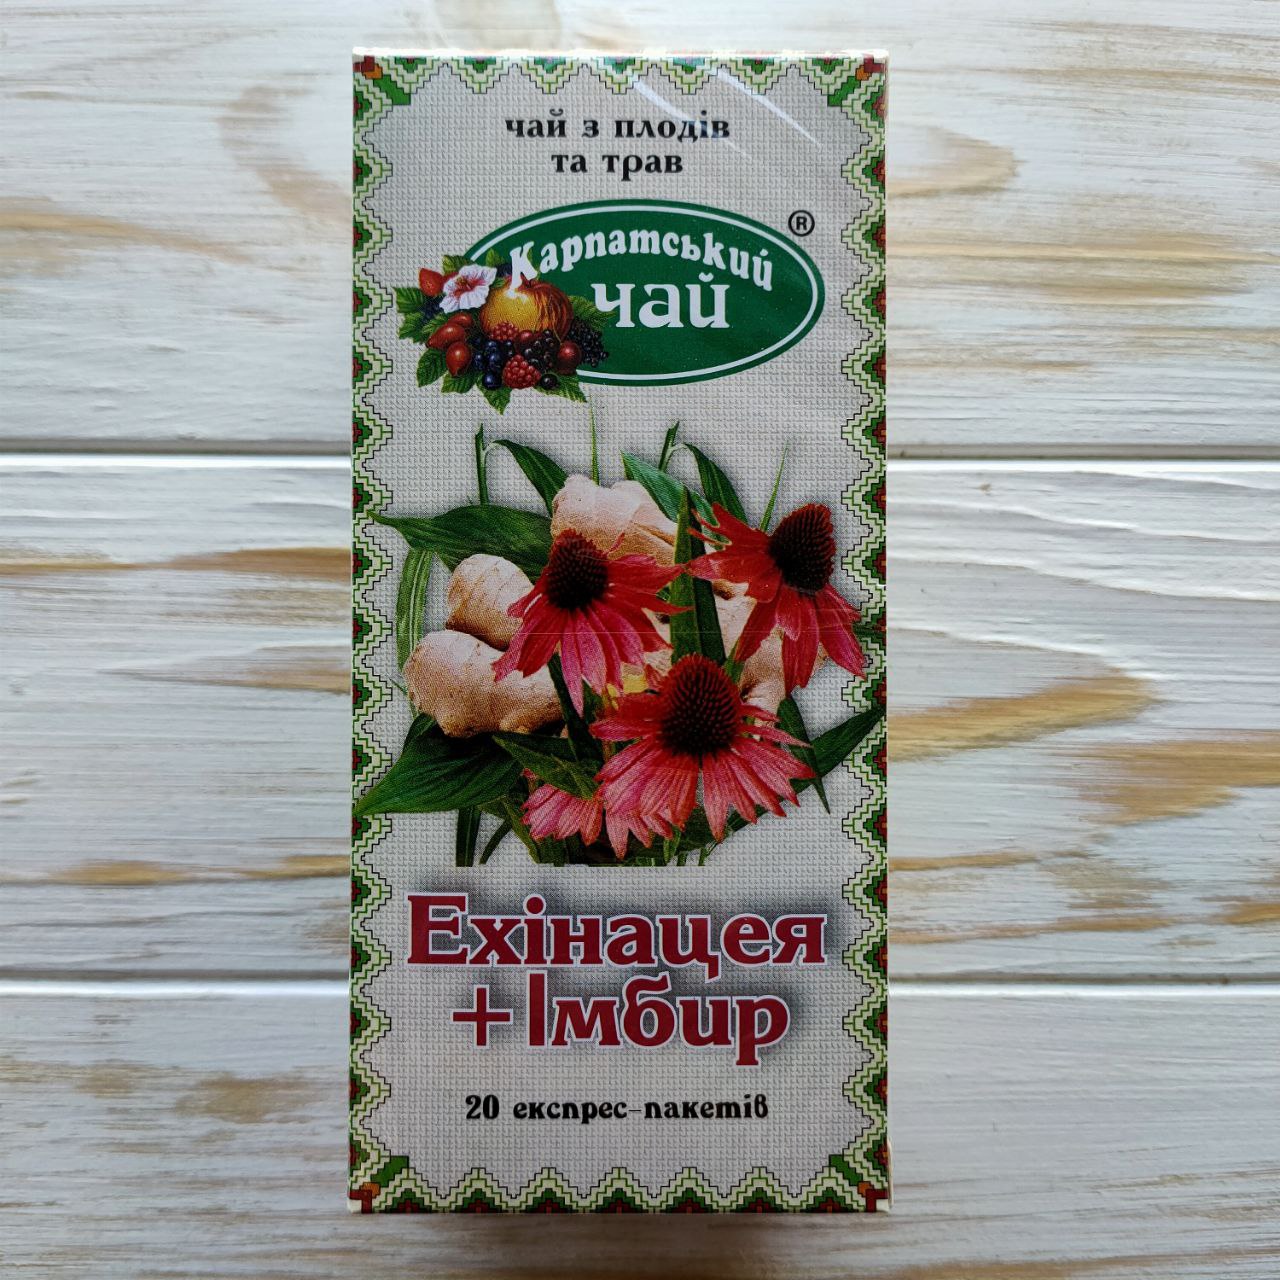 чай з плодів
та трав
Карпатський
чай
®
Ехінацея
+Імбир
20 експрес-пакетів